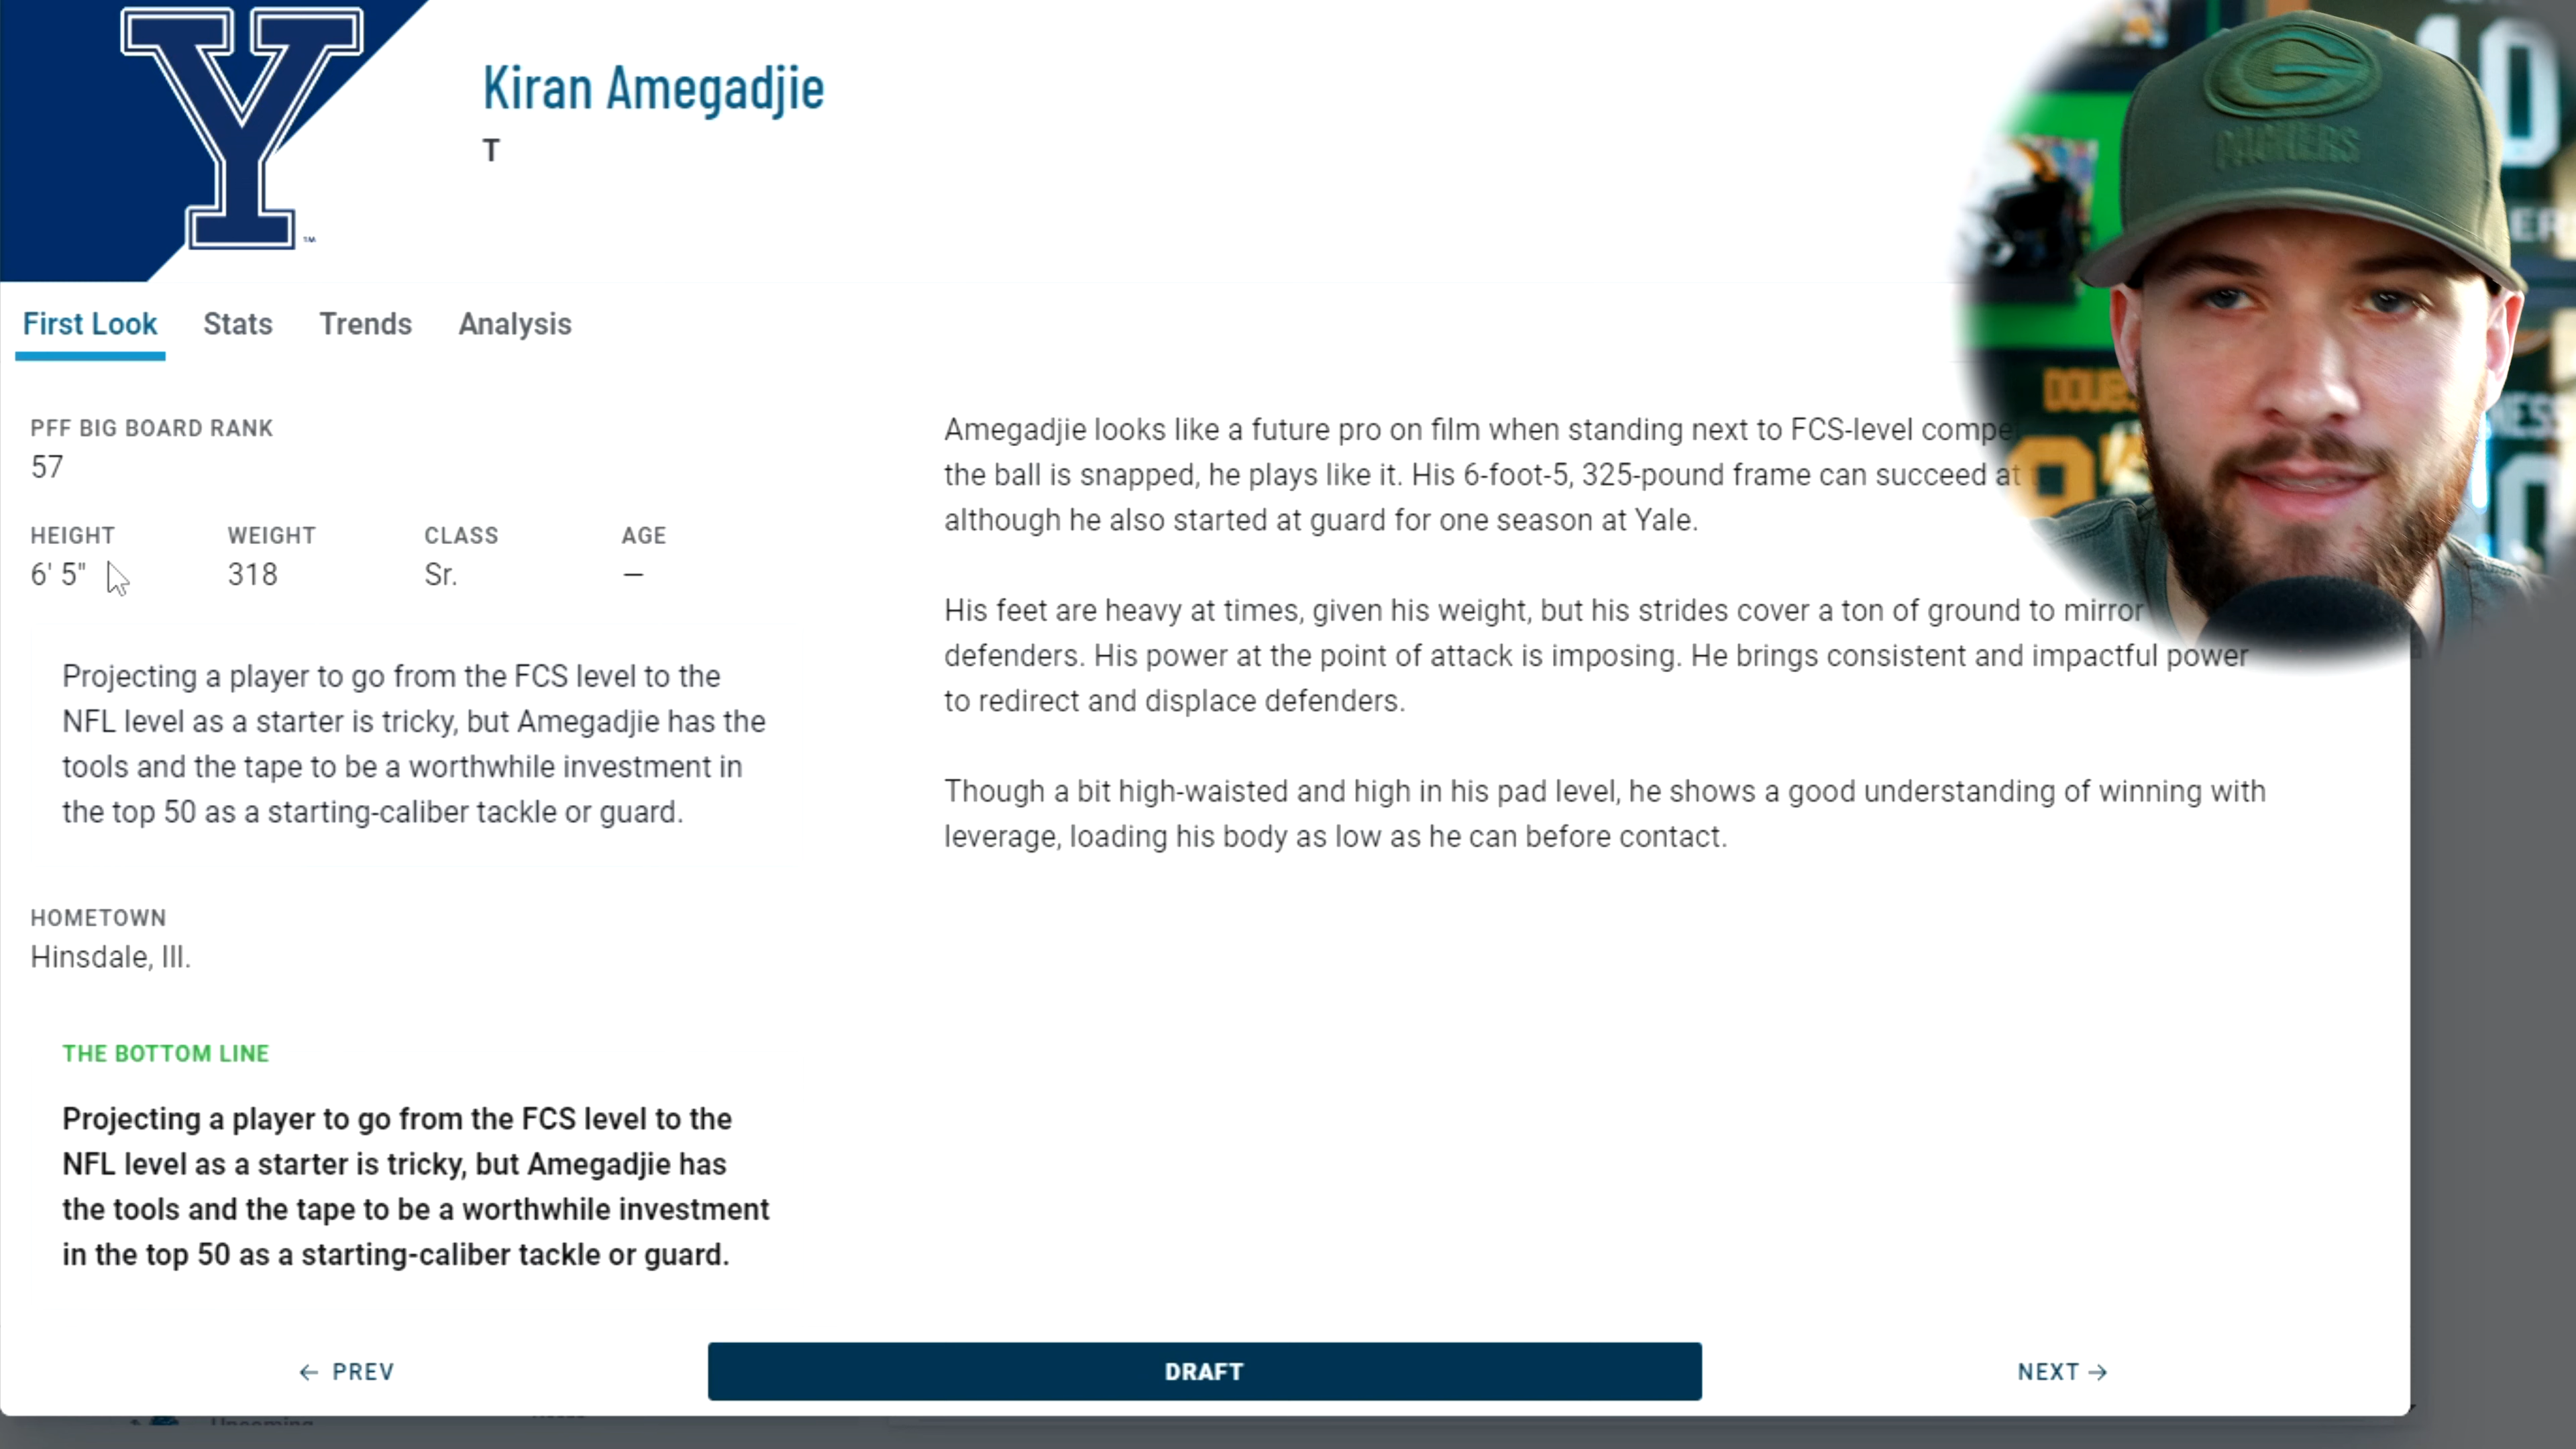 Y
TM
Kiran Amegadjie
T
First Look Stats Trends Analysis
PFF BIG BOARD RANK
57
HEIGHT WEIGHT CLASS AGE
6' 5" 318 Sr. –
Projecting a player to go from the FCS level to the
NFL level as a starter is tricky, but Amegadjie has the
tools and the tape to be a worthwhile investment in
the top 50 as a starting-caliber tackle or guard.
HOMETOWN
Hinsdale, Ill.
THE BOTTOM LINE
Projecting a player to go from the FCS level to the
NFL level as a starter is tricky, but Amegadjie has
the tools and the tape to be a worthwhile investment
in the top 50 as a starting-caliber tackle or guard.
Amegadjie looks like a future pro on film when standing next to FCS-level compe
the ball is snapped, he plays like it. His 6-foot-5, 325-pound frame can succeed at
although he also started at guard for one season at Yale.
His feet are heavy at times, given his weight, but his strides cover a ton of ground to mirror
defenders. His power at the point of attack is imposing. He brings consistent and impactful power
to redirect and displace defenders.
Though a bit high-waisted and high in his pad level, he shows a good understanding of winning with
leverage, loading his body as low as he can before contact.
G
PACKERS
10
DOUB
← PREV
DRAFT
NEXT →